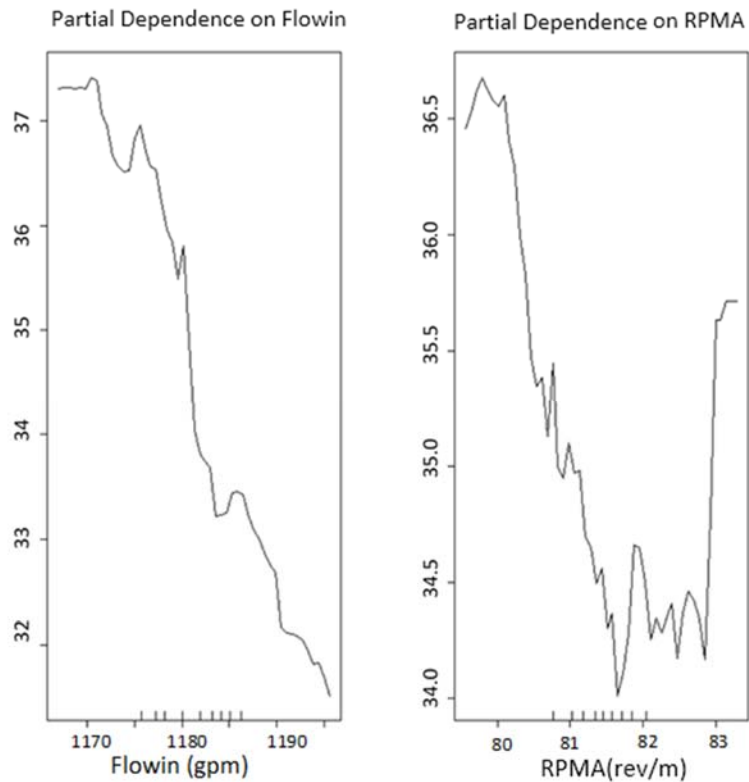 Partial Dependence on Flowin
37
36
35
34
33
32
1170 1180 1190
Flowin (gpm)
Partial Dependence on RPMA
36.5
36.0
35.5
35.0
34.5
34.0
80 81 82 83
RPMA(rev/m)